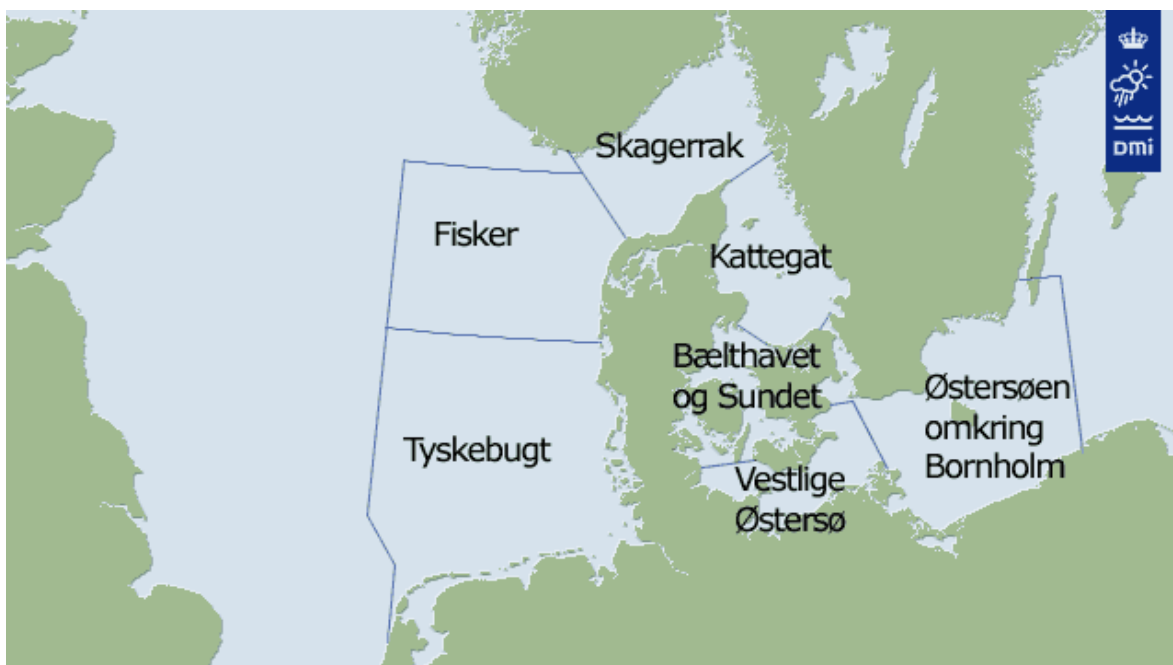 DMI
Skagerrak
Fisker
Kattegat
Bælthavet
og Sundet
Østersøen
omkring
Bornholm
Tyskebugt
Vestlige
Østersø